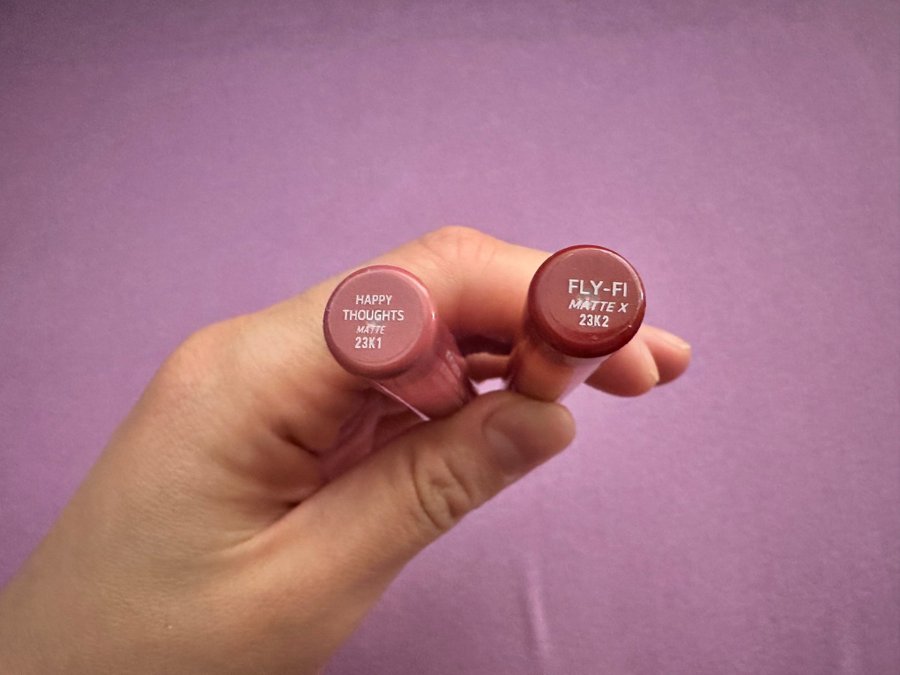 HAPPY
THOUGHTS
MATTE
23K1
FLY-FI
MATTE X
23K2